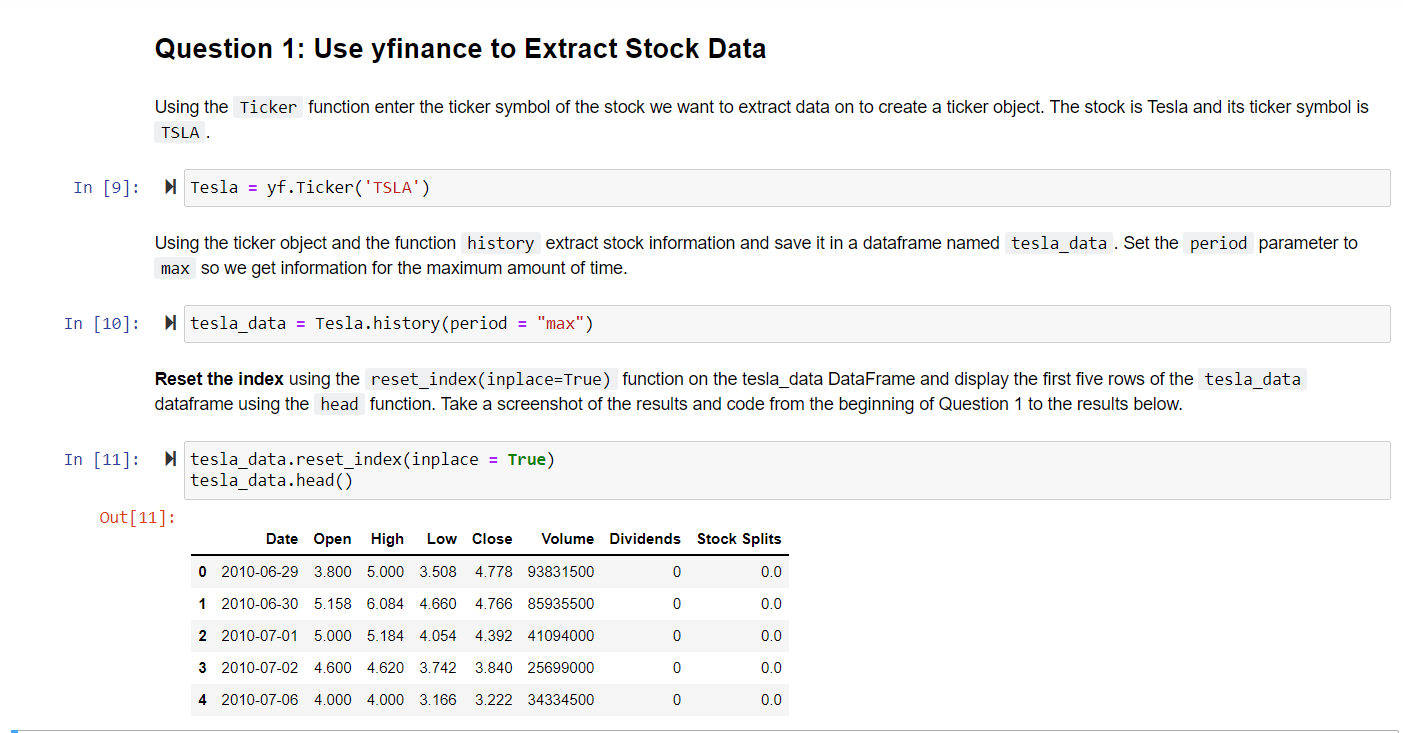 Question 1: Use yfinance to Extract Stock Data
Using the Ticker function enter the ticker symbol of the stock we want to extract data on to create a ticker object. The stock is Tesla and its ticker symbol is
TSLA .
In [9]: Tesla = yf.Ticker('TSLA')
Using the ticker object and the function history extract stock information and save it in a dataframe named tesla_data . Set the period parameter to
max so we get information for the maximum amount of time.
In [10]: tesla_data = Tesla.history(period = "max")
Reset the index using the reset_index(inplace=True) function on the tesla_data DataFrame and display the first five rows of the tesla_data
dataframe using the head function. Take a screenshot of the results and code from the beginning of Question 1 to the results below.
In [11]: tesla_data.reset_index(inplace = True)
tesla_data.head()
Out[11]:
Date Open High Low Close Volume Dividends Stock Splits
0 2010-06-29 3.800 5.000 3.508 4.778 93831500 0 0.0
1 2010-06-30 5.158 6.084 4.660 4.766 85935500 0 0.0
2 2010-07-01 5.000 5.184 4.054 4.392 41094000 0 0.0
3 2010-07-02 4.600 4.620 3.742 3.840 25699000 0 0.0
4 2010-07-06 4.000 4.000 3.166 3.222 34334500 0 0.0